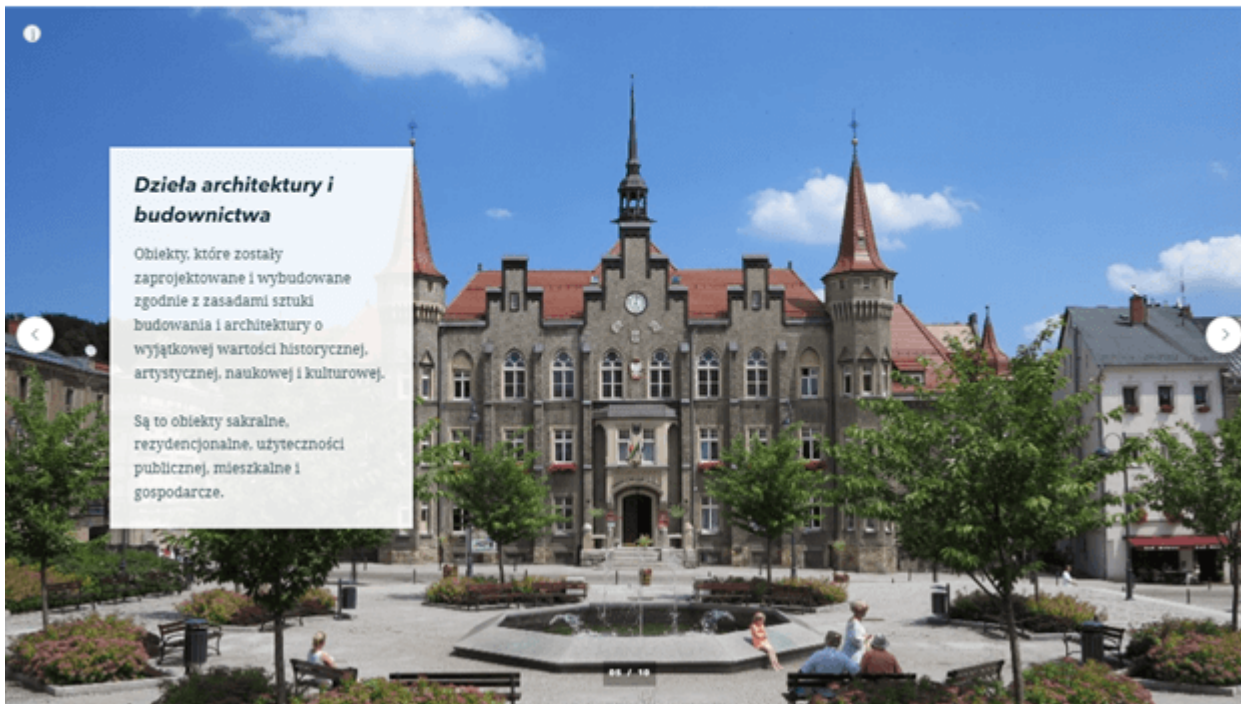 Dzieła architektury i
budownictwa
Obiekty, które zostały
zaprojektowane i wybudowane
zgodnie z zasadami sztuki
budowania i architektury o
wyjątkowej wartości historycznej,
artystycznej, naukowej i kulturowej.
Są to obiekty sakralne,
rezydencjonalne, użyteczności
publicznej, mieszkalne i
gospodarcze.